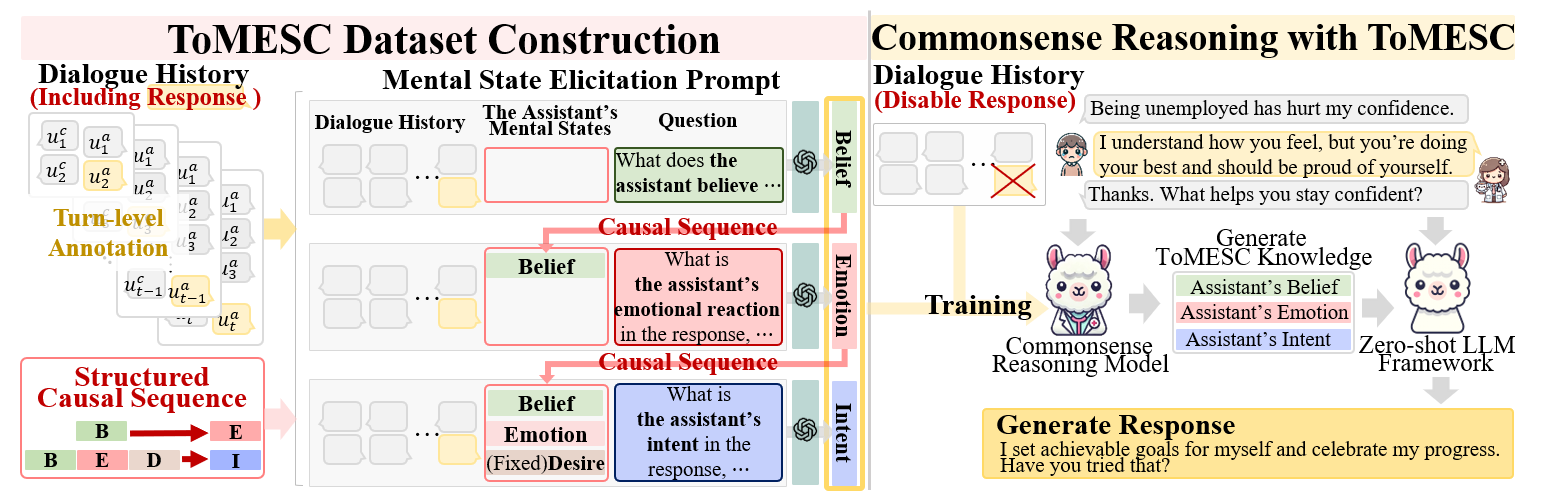 ToMESC Dataset Construction
Dialogue History
(Including Response )
u_1^c u_1^a
u_2^c u_2^a
u_1^a
u_2^a
u_1^a
u_2^a
u_3^a
u_{t-1}^c u_{t-1}^a
u_1^a
u_2^a
u_3^a
u_t^a
Turn-level
Annotation
Structured
Causal Sequence
B E
B E D I
Mental State Elicitation Prompt
Dialogue History
The Assistant's
Mental States
Question
...
What does the
assistant believe ...
Belief
Causal Sequence
...
Belief
What is
the assistant's
emotional reaction
in the response, ...
Emotion
Causal Sequence
...
Belief
Emotion
(Fixed)Desire
What is
the assistant's
intent in the
response, ...
Intent
Commonsense Reasoning with ToMESC
Dialogue History
(Disable Response)
...
Being unemployed has hurt my confidence.
I understand how you feel, but you're doing
your best and should be proud of yourself.
Thanks. What helps you stay confident?
Training
Commonsense
Reasoning Model
Generate
ToMESC Knowledge
Assistant's Belief
Assistant's Emotion
Assistant's Intent
Zero-shot LLM
Framework
Generate Response
I set achievable goals for myself and celebrate my progress.
Have you tried that?